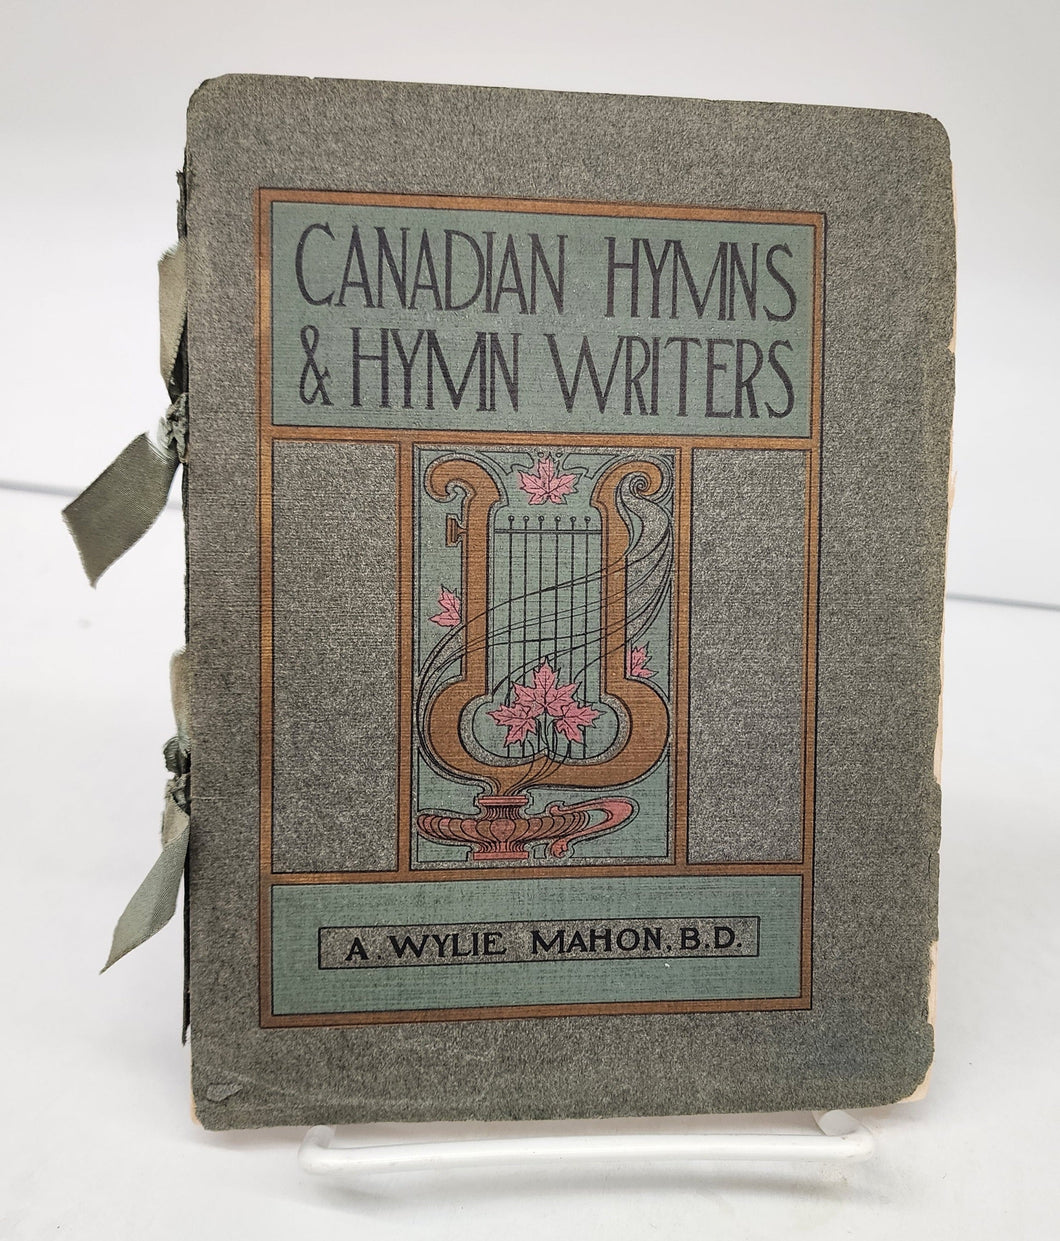 CANADIAN HYMNS
& HYMN WRITERS
A. WYLIE MAHON, B.D.